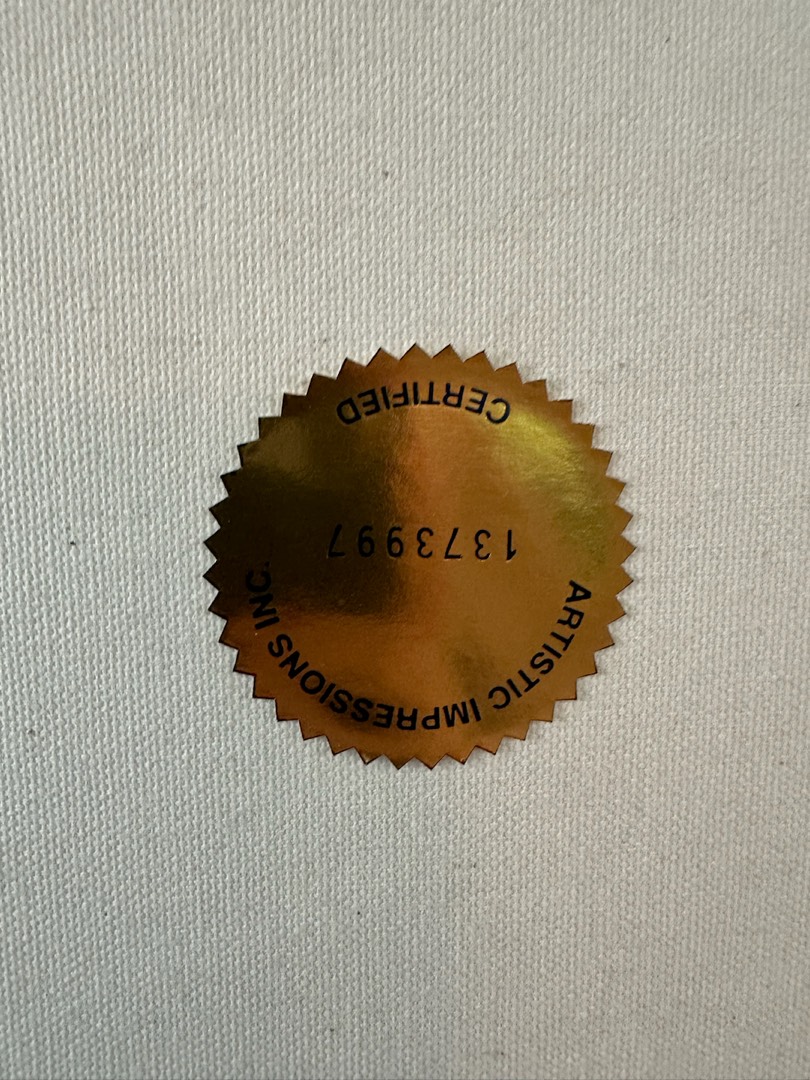 ARTISTIC IMPRESSIONS INC.
1373997
CERTIFIED